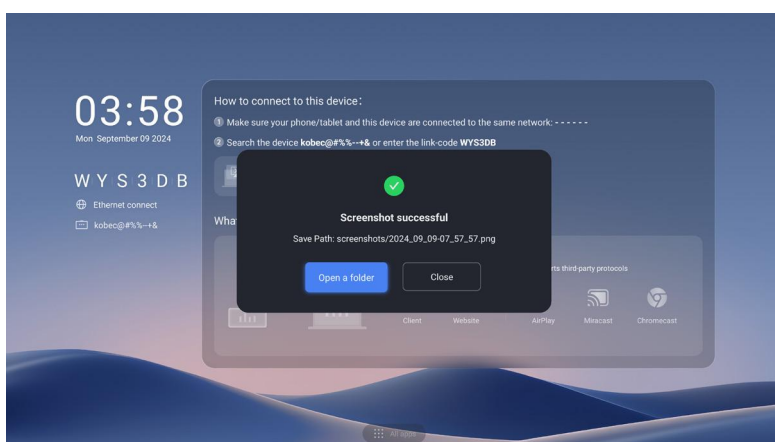 03:58
Mon September 09 2024
WYS3DB
Ethernet connect
kobec@#%%--+&
How to connect to this device:
1 Make sure your phone/tablet and this device are connected to the same network: - - - - - -
2 Search the device kobec@#%%--+& or enter the link-code WYS3DB
Wha
Screenshot successful
Save Path: screenshots/2024_09_09-07_57_57.png
Open a folder
Close
rts third-party protocols
Client
Website
AirPlay
Miracast
Chromecast
All apps